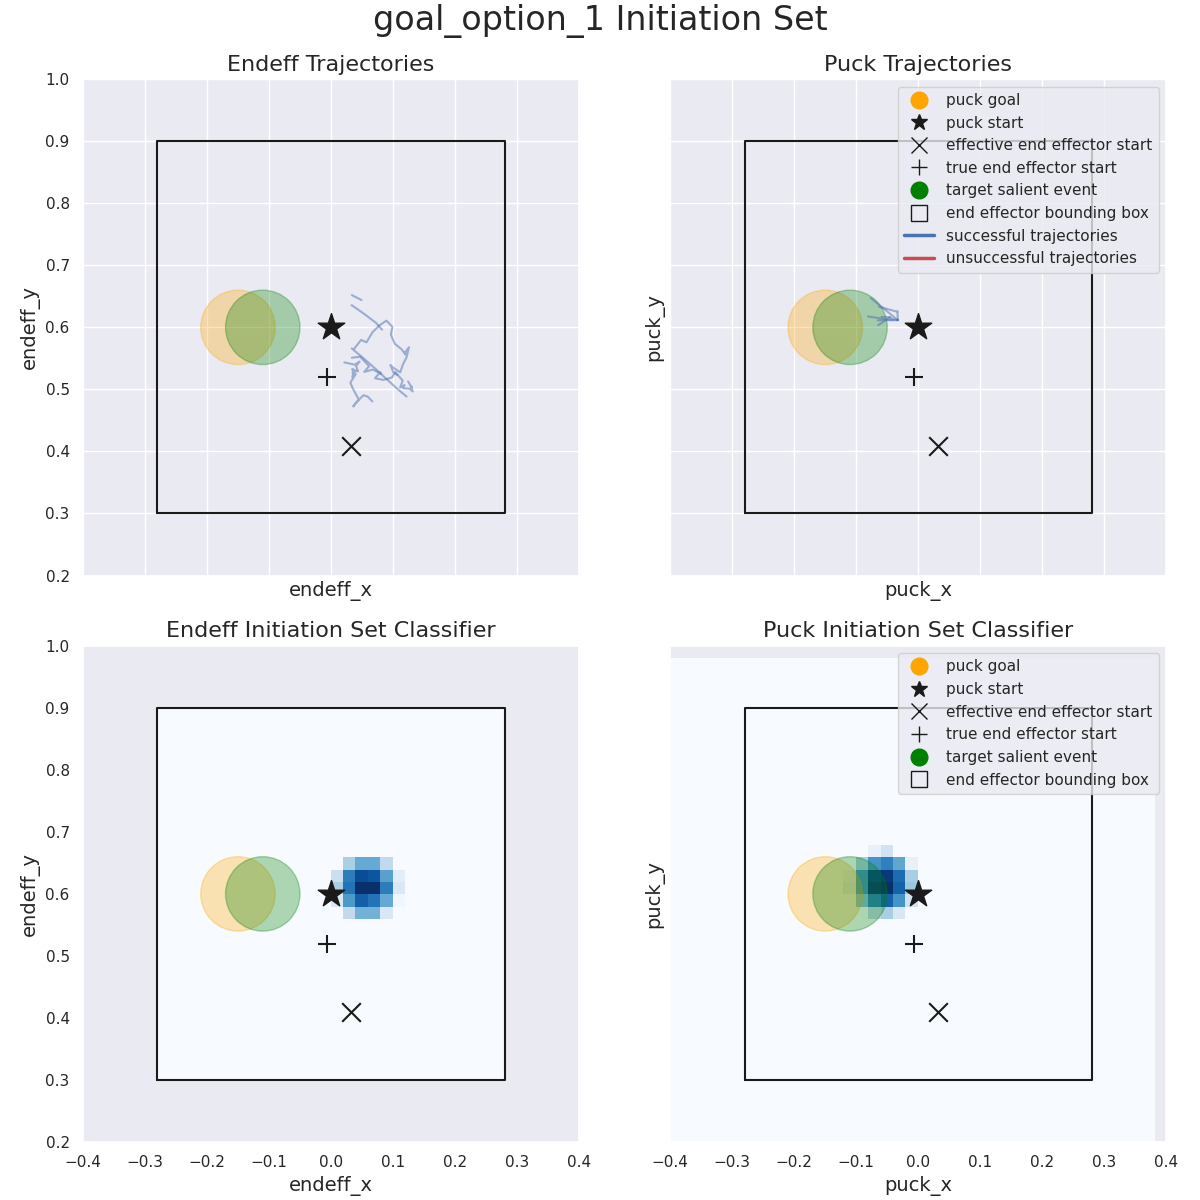 goal_option_1 Initiation Set
Endeff Trajectories
Puck Trajectories
1.0
0.9
0.8
0.7
0.6
0.5
0.4
0.3
0.2
endeff_y
endeff_x
puck_y
puck goal
puck start
effective end effector start
true end effector start
target salient event
end effector bounding box
successful trajectories
unsuccessful trajectories
puck_x
Endeff Initiation Set Classifier
Puck Initiation Set Classifier
1.0
0.9
0.8
0.7
0.6
0.5
0.4
0.3
0.2
endeff_y
−0.4 −0.3 −0.2 −0.1 0.0 0.1 0.2 0.3 0.4
endeff_x
puck_y
puck goal
puck start
effective end effector start
true end effector start
target salient event
end effector bounding box
−0.4 −0.3 −0.2 −0.1 0.0 0.1 0.2 0.3 0.4
puck_x